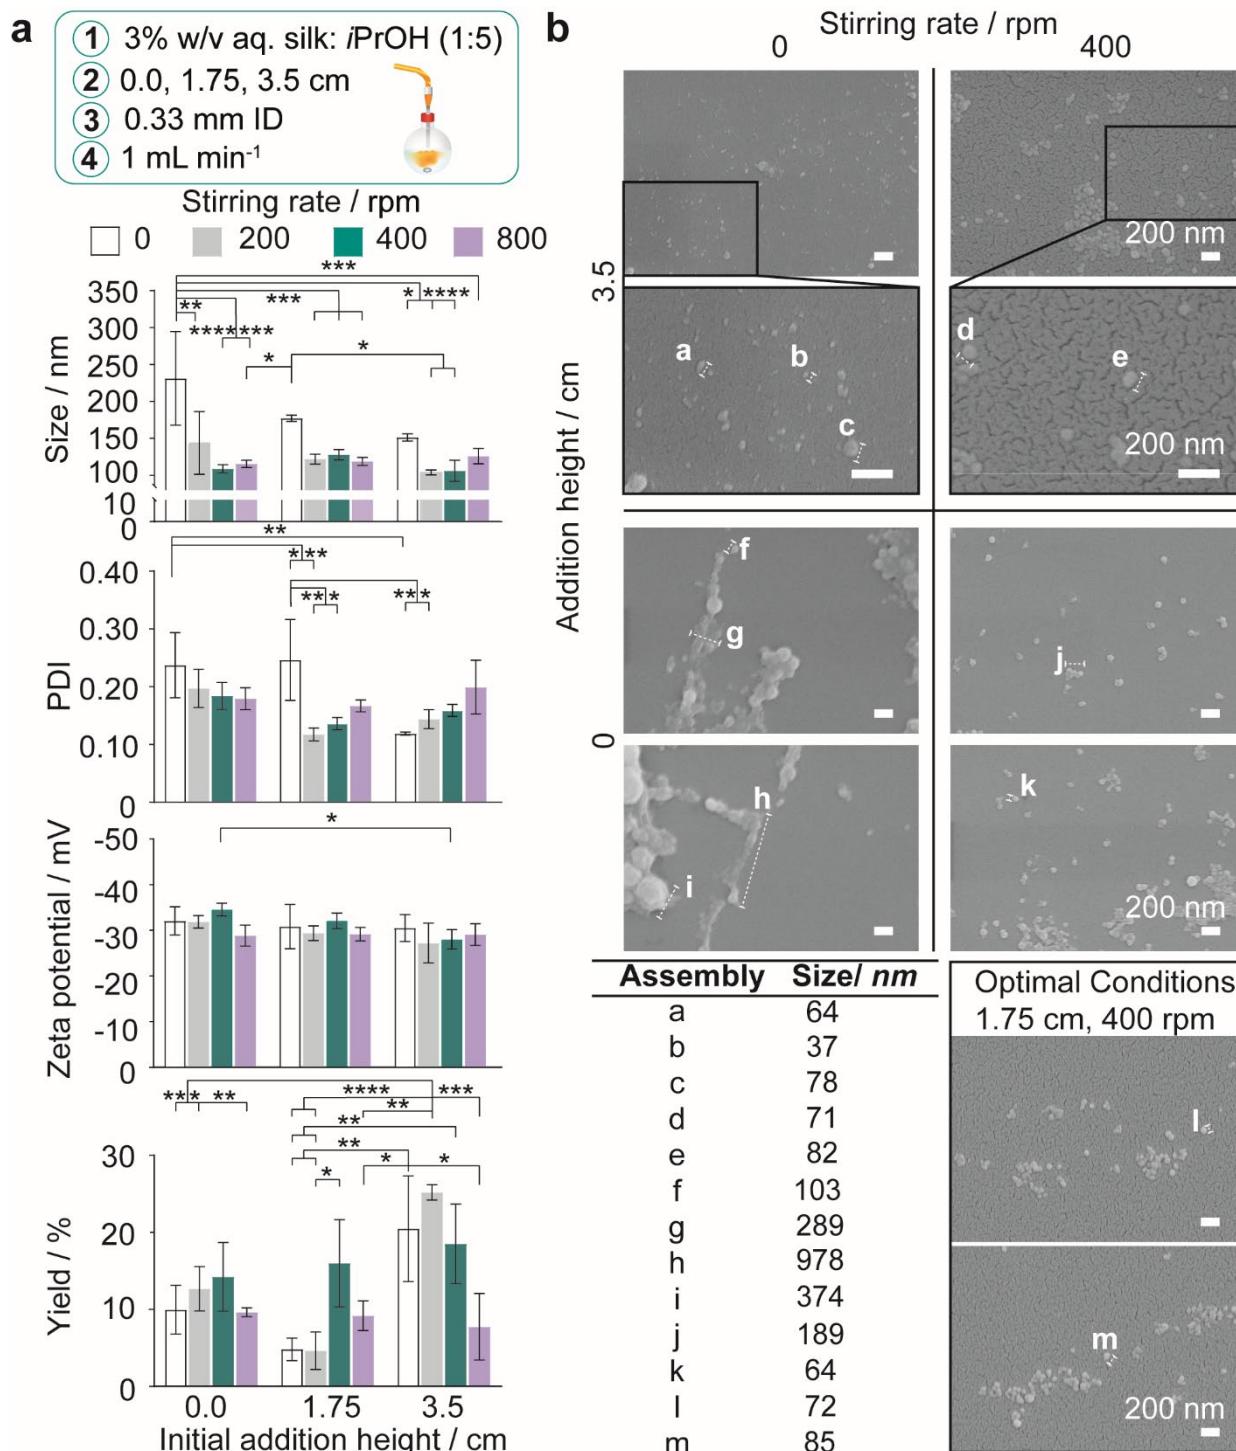 a
1 3% w/v aq. silk: iPrOH (1:5)
2 0.0, 1.75, 3.5 cm
3 0.33 mm ID
4 1 mL min-1
Stirring rate / rpm
0 200 400 800
Size / nm
350
300
250
200
150
100
10
0
***
**
***
* ****
*******
*
*
PDI
0.40
0.30
0.20
0.10
0
**
***
***
***
Zeta potential / mV
-50
-40
-30
-20
-10
0
*
Yield / %
30
20
10
0
*** **
**** ***
**
**
**
*
*
*
0.0 1.75 3.5
Initial addition height / cm
b
Stirring rate / rpm
0 400
Addition height / cm
3.5
200 nm
a
b
c
d
e
200 nm
0
f
g
j
h
i
k
200 nm
Assembly Size/ nm
a 64
b 37
c 78
d 71
e 82
f 103
g 289
h 978
i 374
j 189
k 64
l 72
m 85
Optimal Conditions
1.75 cm, 400 rpm
l
m
200 nm